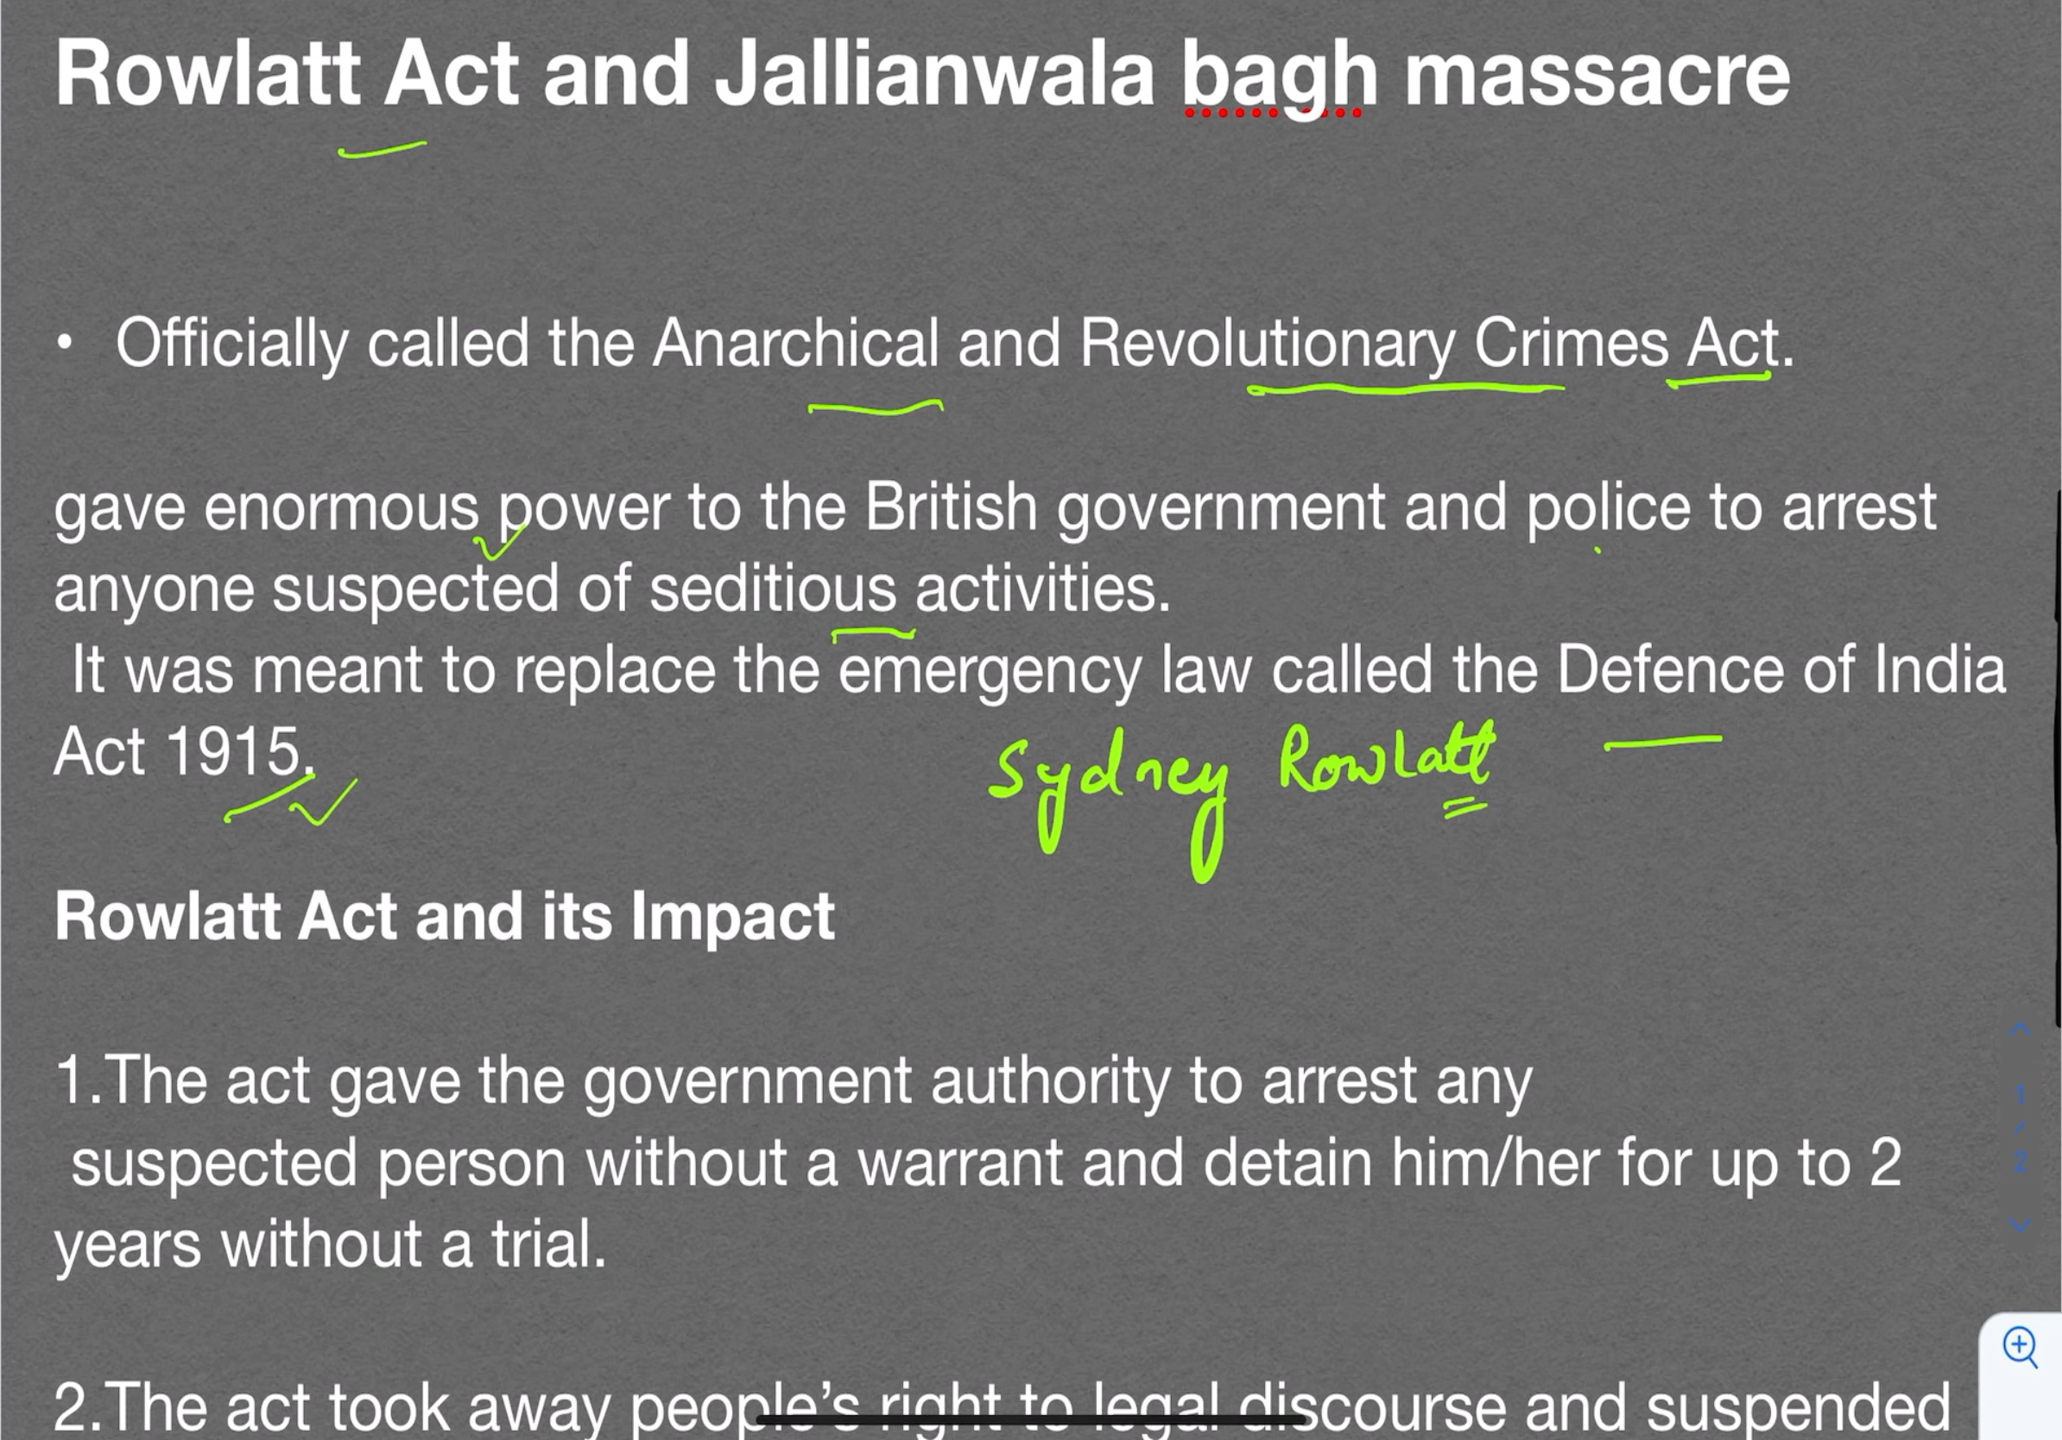 Rowlatt Act and Jallianwala bagh massacre
• Officially called the Anarchical and Revolutionary Crimes Act.
gave enormous power to the British government and police to arrest
anyone suspected of seditious activities.
It was meant to replace the emergency law called the Defence of India
Act 1915.
Sydney Rowlatt
Rowlatt Act and its Impact
1.The act gave the government authority to arrest any
suspected person without a warrant and detain him/her for up to 2
years without a trial.
1
/
2
2.The act took away people’s right to legal discourse and suspended